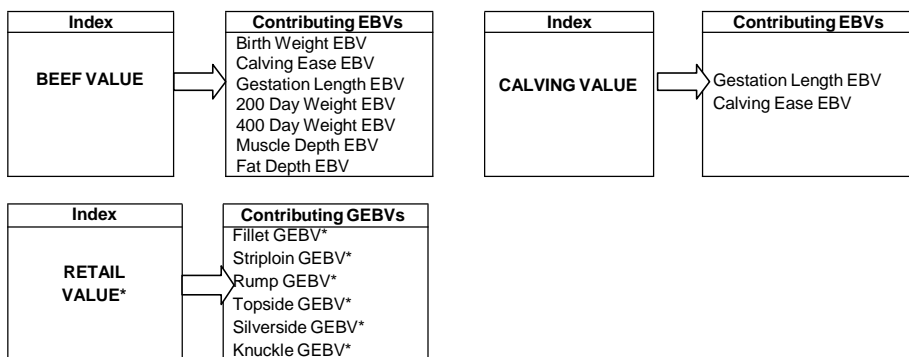 Index
Contributing EBVs
BEEF VALUE
Birth Weight EBV
Calving Ease EBV
Gestation Length EBV
200 Day Weight EBV
400 Day Weight EBV
Muscle Depth EBV
Fat Depth EBV
Index
Contributing EBVs
CALVING VALUE
Gestation Length EBV
Calving Ease EBV
Index
Contributing GEBVs
RETAIL
VALUE*
Fillet GEBV*
Striploin GEBV*
Rump GEBV*
Topside GEBV*
Silverside GEBV*
Knuckle GEBV*